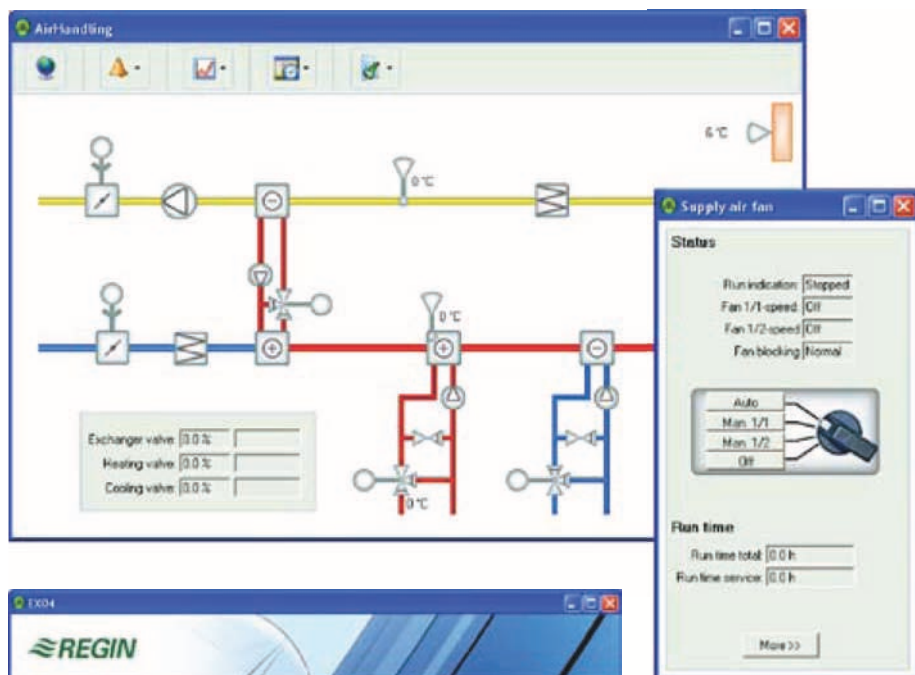 AirHandling
6 °C
0 °C
0 °C
Exchanger valve: 0.0 %
Heating valve: 0.0 %
Cooling valve: 0.0 %
0 °C
Supply air fan
Status
Run indication: Stopped
Fan 1/1-speed: Off
Fan 1/2-speed: Off
Fan blocking: Normal
Auto
Man. 1/1
Man. 1/2
Off
Run time
Run time total: 0.0 h
Run time service: 0.0 h
More >>
EXO4
REGIN